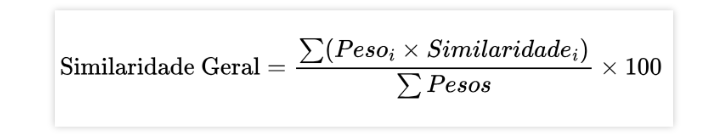 Similaridade Geral = ∑(Peso_i × Similaridade_i) / ∑ Pesos × 100